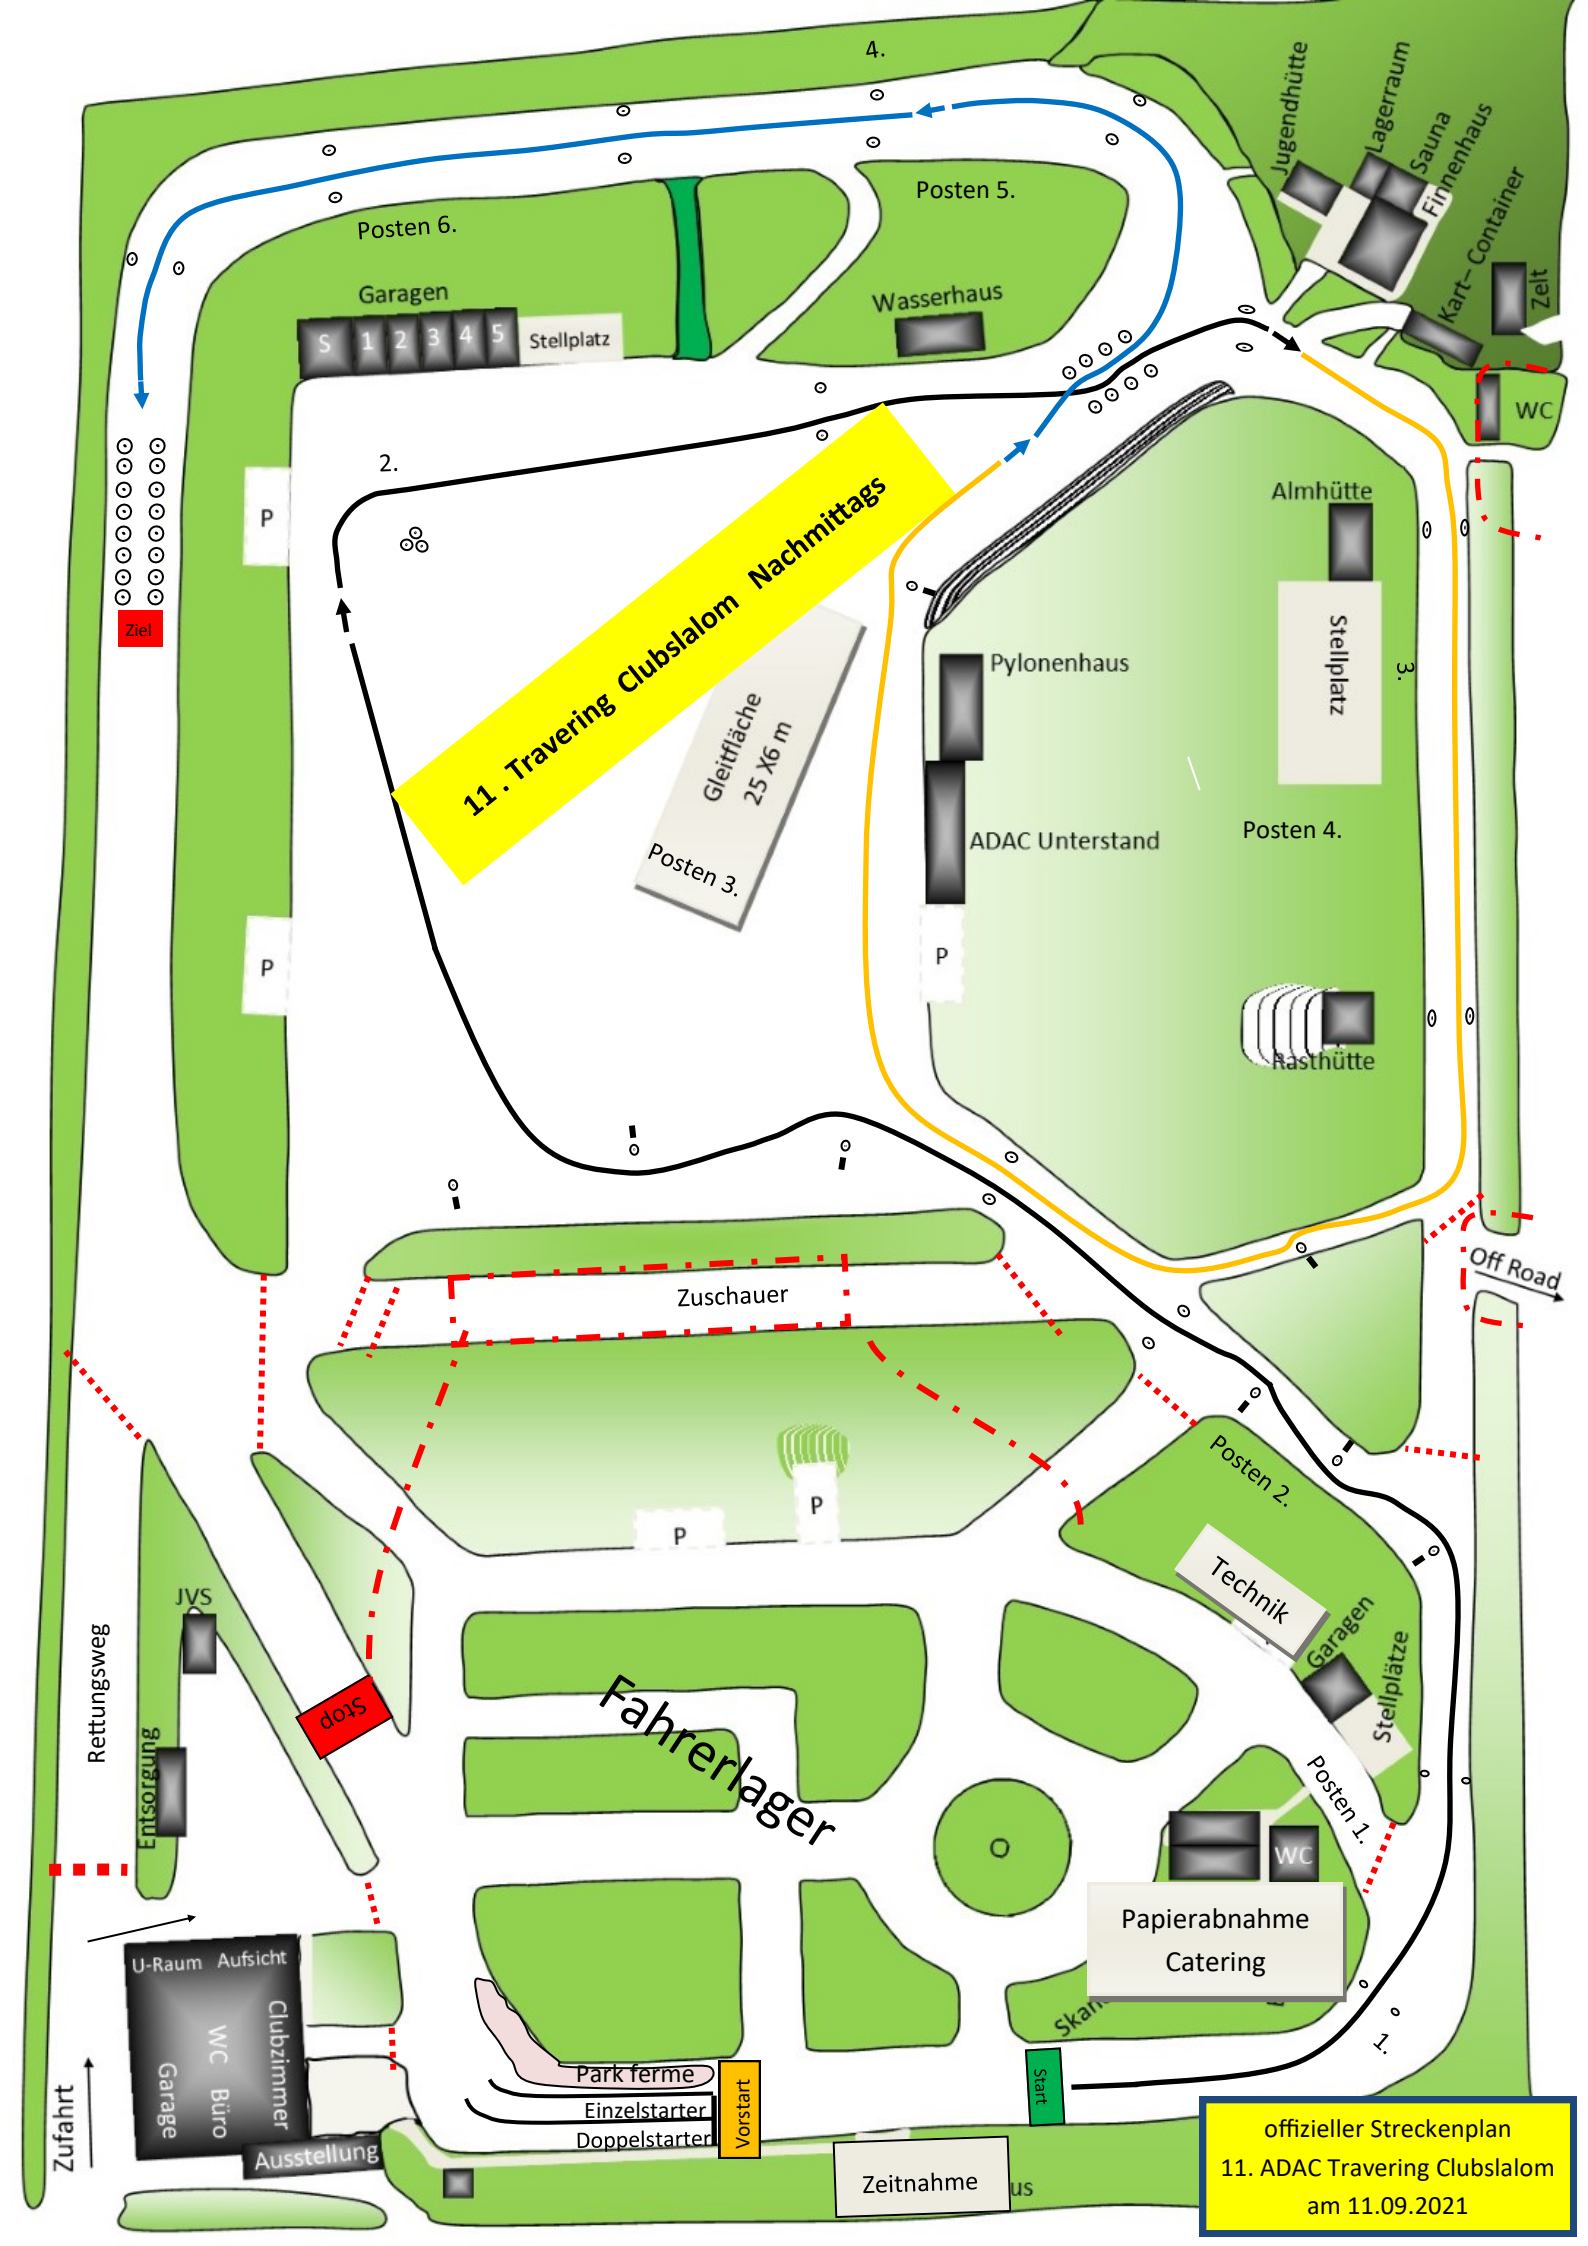 4.
Jugendhütte
Lagerraum
Sauna
Finnenhaus
Kart– Container
Zelt
WC
Posten 5.
Posten 6.
Garagen
S 1 2 3 4 5
Stellplatz
Wasserhaus
2.
P
11 . Travering Clubslalom Nachmittags
Almhütte
Stellplatz
3.
Ziel
Pylonenhaus
Gleitfläche
25 X6 m
Posten 3.
ADAC Unterstand
Posten 4.
P
P
Rasthütte
Zuschauer
Off Road
Posten 2.
P
P
Technik
Garagen
Stellplätze
JVS
Rettungsweg
Entsorgung
Stop
Fahrerlager
Posten 1.
WC
Papierabnahme
Catering
U-Raum Aufsicht
Clubzimmer
WC Büro
Garage
Ausstellung
Zufahrt
Park ferme
Einzelstarter
Doppelstarter
Vorstart
Start
1.
Zeitnahme
us
offizieller Streckenplan
11. ADAC Travering Clubslalom
am 11.09.2021